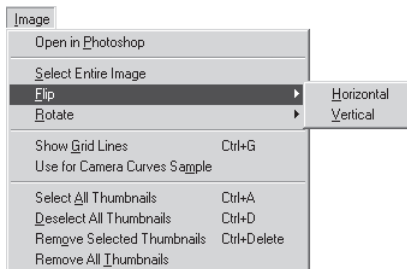 Image
Open in Photoshop
Select Entire Image
Flip
Horizontal
Rotate
Vertical
Show Grid Lines Ctrl+G
Use for Camera Curves Sample
Select All Thumbnails Ctrl+A
Deselect All Thumbnails Ctrl+D
Remove Selected Thumbnails Ctrl+Delete
Remove All Thumbnails